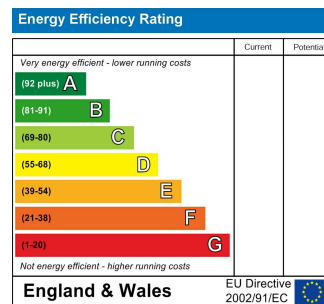 Energy Efficiency Rating
Current Potential
Very energy efficient - lower running costs
(92 plus) A
(81-91) B
(69-80) C
(55-68) D
(39-54) E
(21-38) F
(1-20) G
Not energy efficient - higher running costs
England & Wales
EU Directive
2002/91/EC